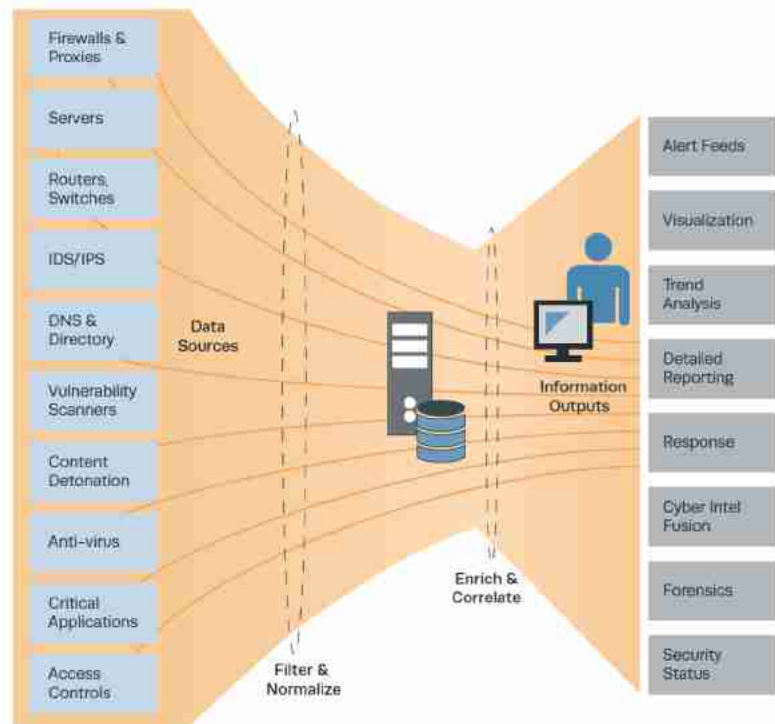 Firewalls &
Proxies
Servers
Routers,
Switches
IDS/IPS
DNS &
Directory
Vulnerability
Scanners
Content
Detonation
Anti-virus
Critical
Applications
Access
Controls
Data
Sources
Filter &
Normalize
Enrich &
Correlate
Information
Outputs
Alert Feeds
Visualization
Trend
Analysis
Detailed
Reporting
Response
Cyber Intel
Fusion
Forensics
Security
Status